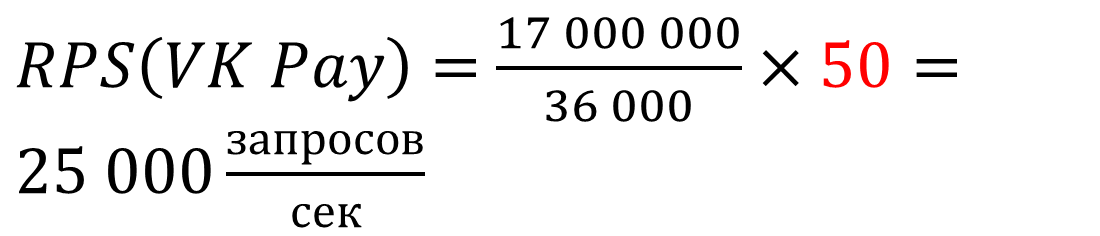 RPS(VK Pay) = 17 000 000 / 36 000 × 50 =
25 000 запросов / сек